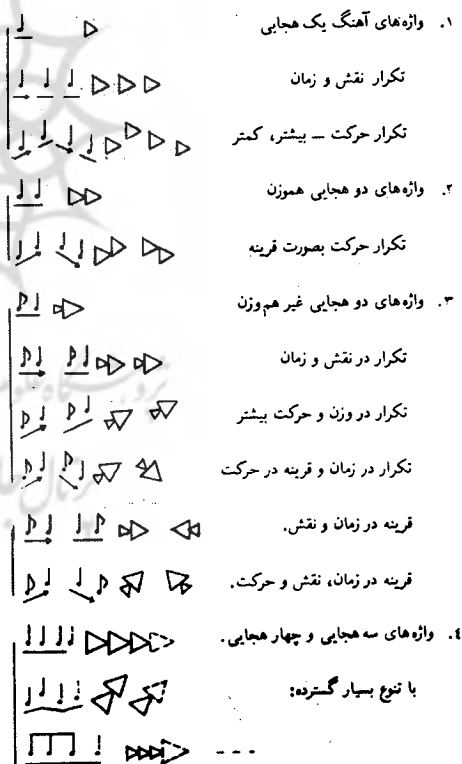 ۱. واژه‌های آهنگ یک هجایی
تکرار نقش و زمان
تکرار حرکت ــ بیشتر، کمتر
۲. واژه‌های دو هجایی هموزن
تکرار حرکت بصورت قرینه
۳. واژه‌های دو هجایی غیر هم وزن
تکرار در نقش و زمان
تکرار در وزن و حرکت بیشتر
تکرار در زمان و قرینه در حرکت
قرینه در زمان و نقش.
قرینه در زمان، نقش و حرکت.
٤. واژه‌های سه هجایی و چهار هجایی.
با تنوع بسیار گسترده:
- - -